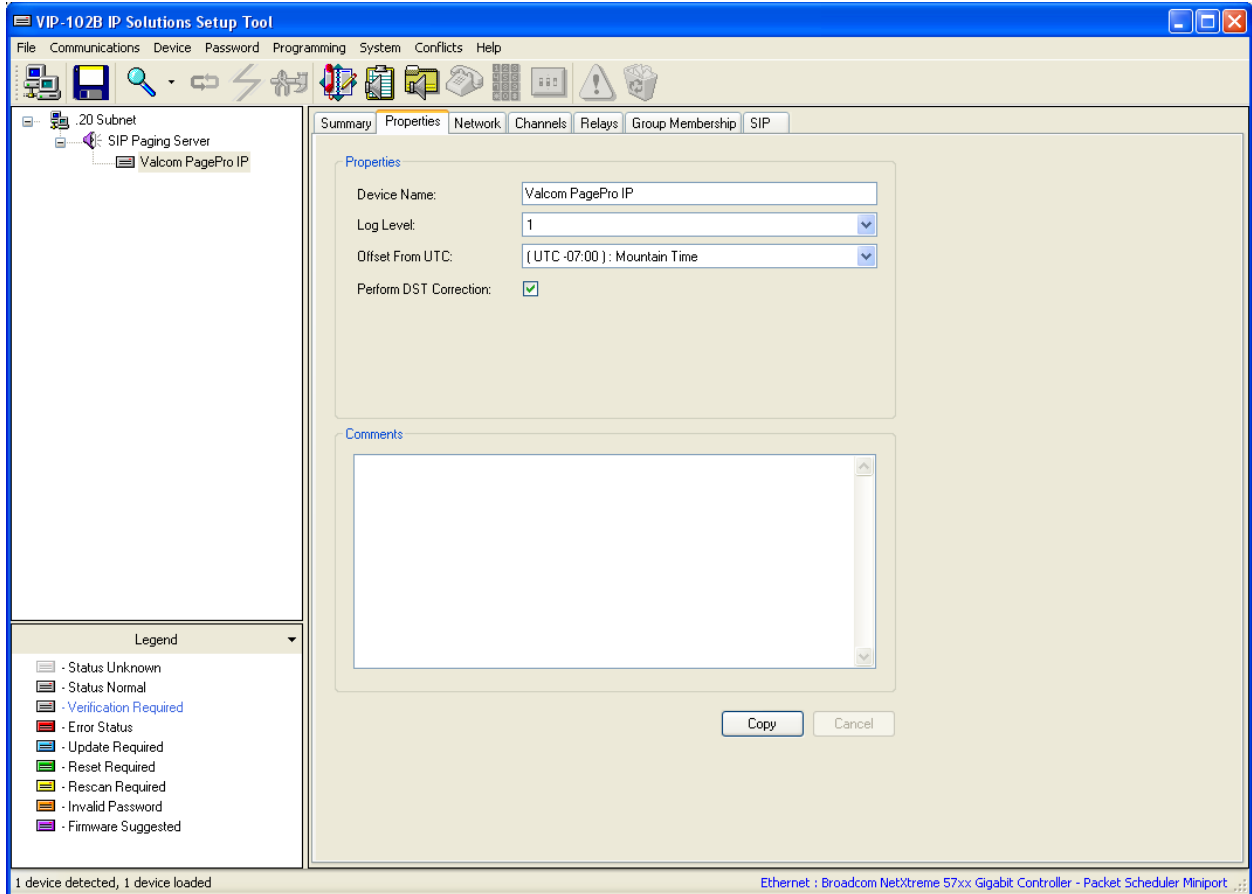 VIP-102B IP Solutions Setup Tool
File Communications Device Password Programming System Conflicts Help
.20 Subnet
SIP Paging Server
Valcom PagePro IP
Summary Properties Network Channels Relays Group Membership SIP
Properties
Device Name: Valcom PagePro IP
Log Level: 1
Offset From UTC: ( UTC -07:00 ) : Mountain Time
Perform DST Correction:
Comments
Copy Cancel
Legend
- Status Unknown
- Status Normal
- Verification Required
- Error Status
- Update Required
- Reset Required
- Rescan Required
- Invalid Password
- Firmware Suggested
1 device detected, 1 device loaded
Ethernet : Broadcom NetXtreme 57xx Gigabit Controller - Packet Scheduler Miniport